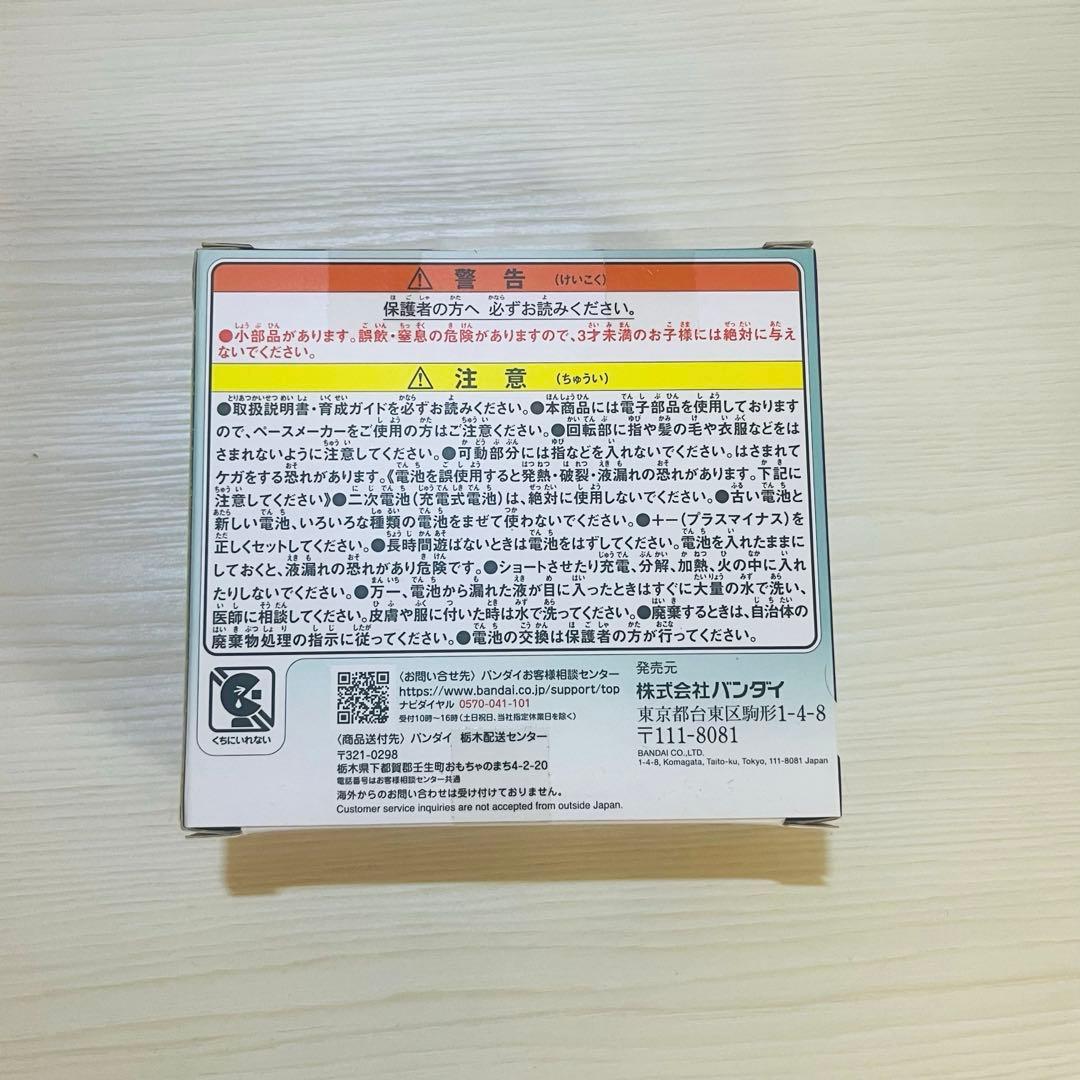 ⚠ 警告 (けいこく)
保護者の方へ 必ずお読みください。
●小部品があります。誤飲・窒息の危険がありますので、3才未満のお子様には絶対に与え
ないでください。
⚠ 注意 (ちゅうい)
●取扱説明書・育成ガイドを必ずお読みください。●本商品には電子部品を使用しております
ので、ペースメーカーをご使用の方はご注意ください。●回転部に指や髪の毛や衣服などをは
さまれないように注意してください。●可動部分には指などを入れないでください。はさまれて
ケガをする恐れがあります。《電池を誤使用すると発熱・破裂・液漏れの恐れがあります。下記に
注意してください》●二次電池(充電式電池)は、絶対に使用しないでください。●古い電池と
新しい電池、いろいろな種類の電池をまぜて使わないでください。●+-(プラスマイナス)を
正しくセットしてください。●長時間遊ばないときは電池をはずしてください。電池を入れたままに
しておくと、液漏れの恐れがあり危険です。●ショートさせたり充電、分解、加熱、火の中に入れ
たりしないでください。●万一、電池から漏れた液が目に入ったときはすぐに大量の水で洗い、
医師に相談してください。皮膚や服に付いた時は水で洗ってください。●廃棄するときは、自治体の
廃棄物処理の指示に従ってください。●電池の交換は保護者の方が行ってください。
くちにいれない
〈お問い合せ先〉バンダイお客様相談センター
https://www.bandai.co.jp/support/top
ナビダイヤル 0570-041-101
受付10時～16時(土日祝日、当社指定休業日を除く)
〈商品送付先〉バンダイ 栃木配送センター
〒321-0298
栃木県下都賀郡壬生町おもちゃのまち4-2-20
電話番号はお客様相談センター共通
海外からのお問い合わせは受け付けておりません。
Customer service inquiries are not accepted from outside Japan.
発売元
株式会社バンダイ
東京都台東区駒形1-4-8
〒111-8081
BANDAI CO.,LTD.
1-4-8, Komagata, Taito-ku, Tokyo, 111-8081 Japan